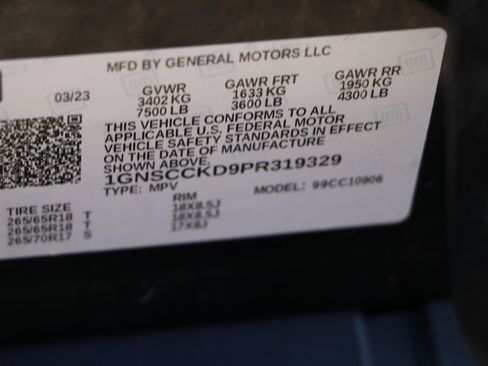 MFD BY GENERAL MOTORS LLC
03/23 GVWR GAWR FRT GAWR RR
3402 KG 1633 KG 1950 KG
7500 LB 3600 LB 4300 LB
THIS VEHICLE CONFORMS TO ALL
APPLICABLE U.S. FEDERAL MOTOR
VEHICLE SAFETY STANDARDS IN EFFECT
ON THE DATE OF MANUFACTURE
SHOWN ABOVE.
1GNSCCKD9PR319329
TYPE: MPV MODEL: 99CC10906
TIRE SIZE RIM
265/65R18 T 18X8.5J
265/65R18 T 18X8.5J
265/70R17 S 17X8J